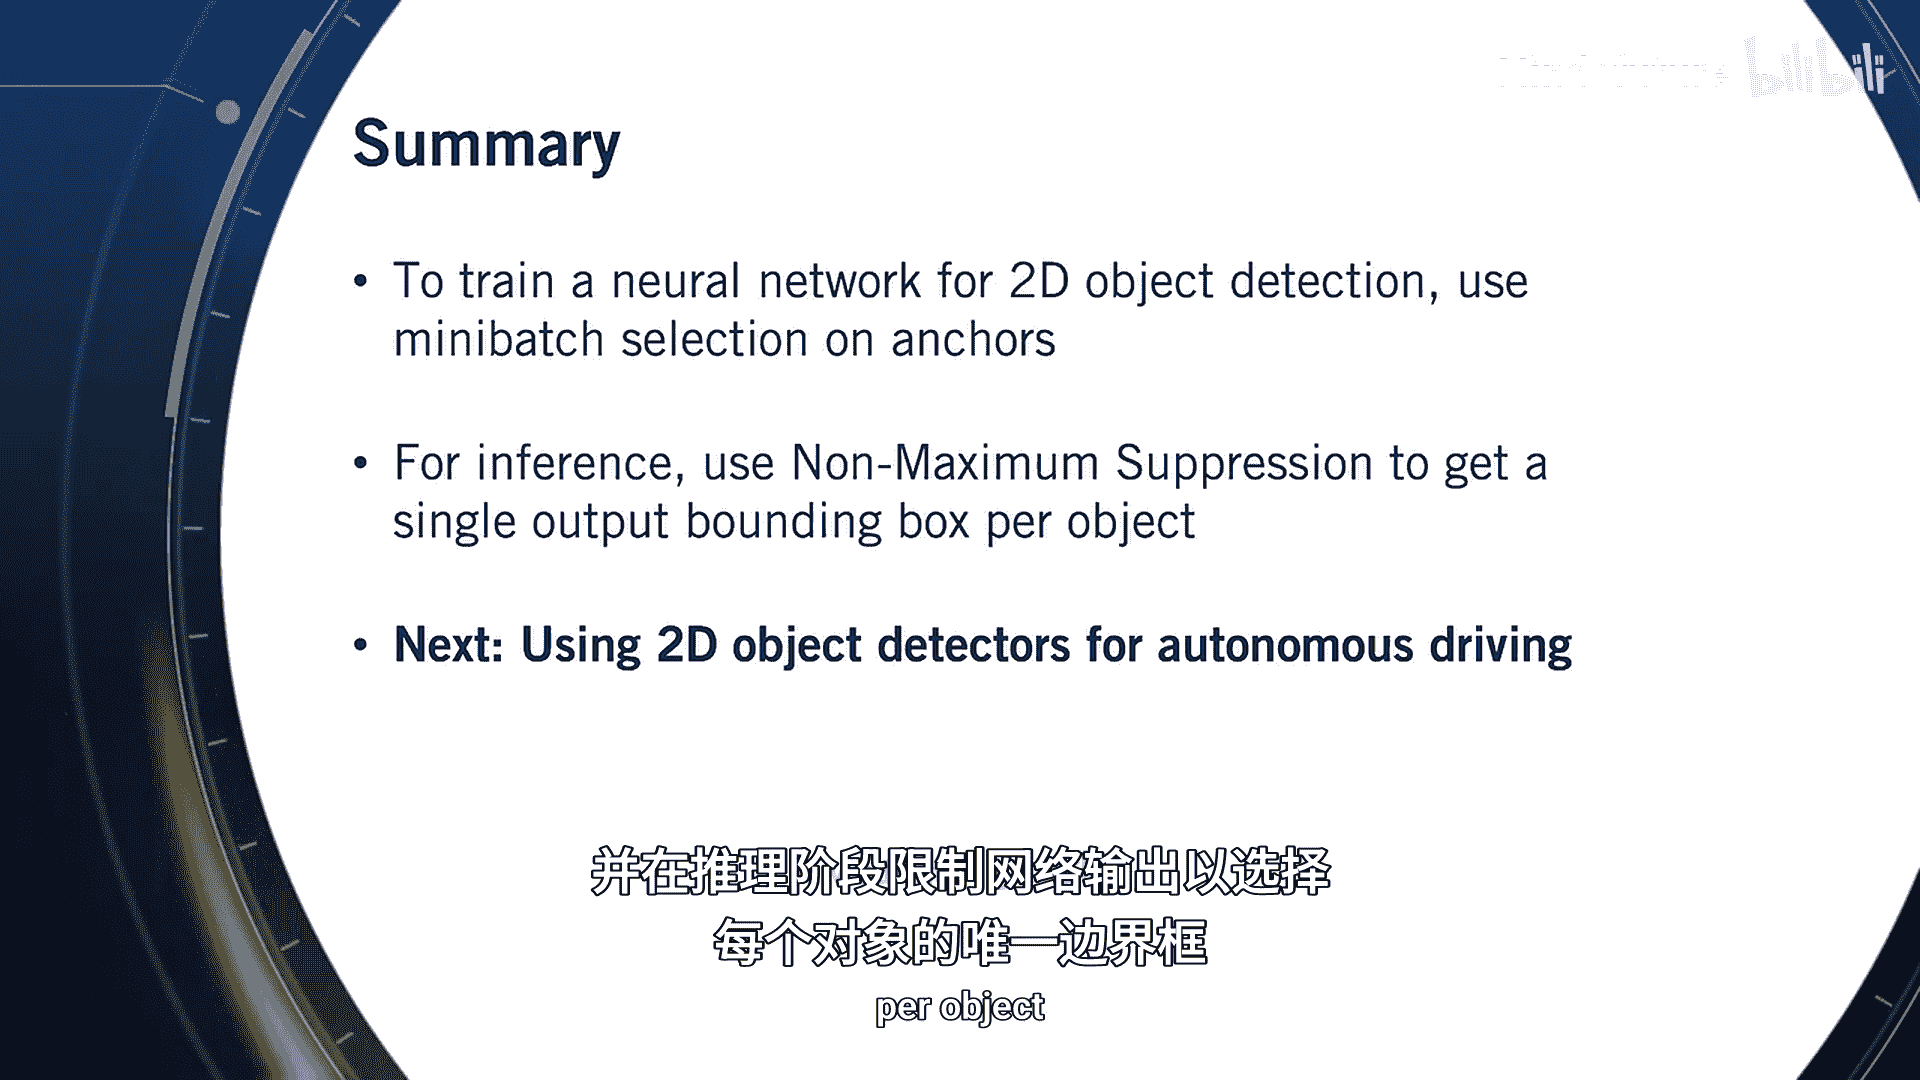 bilibili
Summary
• To train a neural network for 2D object detection, use
minibatch selection on anchors
• For inference, use Non-Maximum Suppression to get a
single output bounding box per object
• Next: Using 2D object detectors for autonomous driving
并在推理阶段限制网络输出以选择
每个对象的唯一边界框
per object